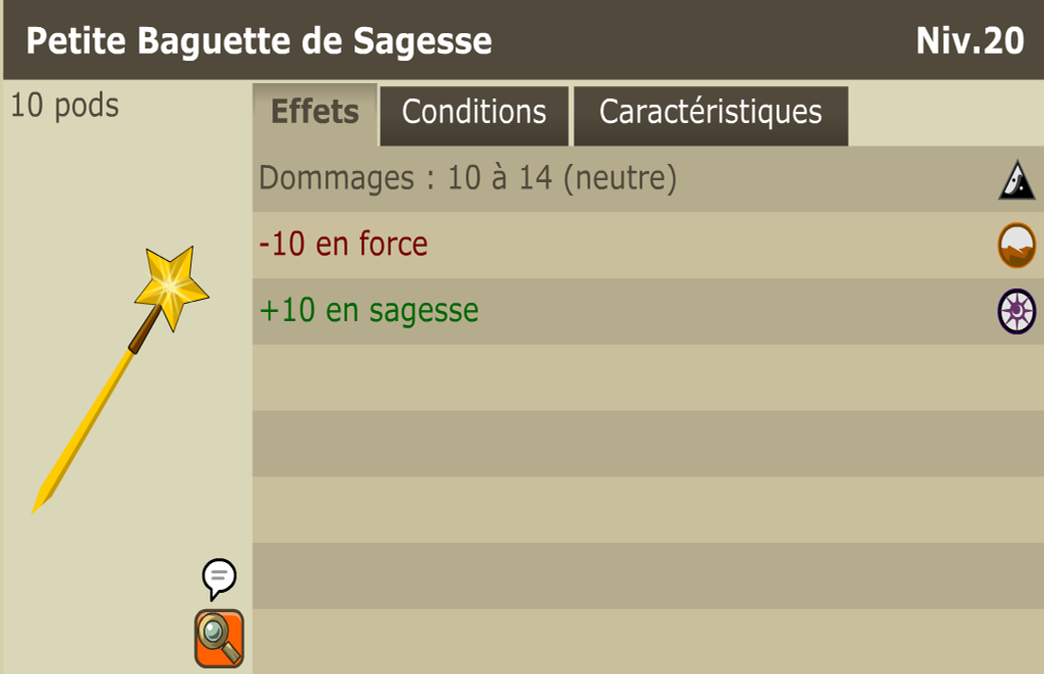 Petite Baguette de Sagesse Niv.20
10 pods
Effets Conditions Caractéristiques
Dommages : 10 à 14 (neutre)
-10 en force
+10 en sagesse